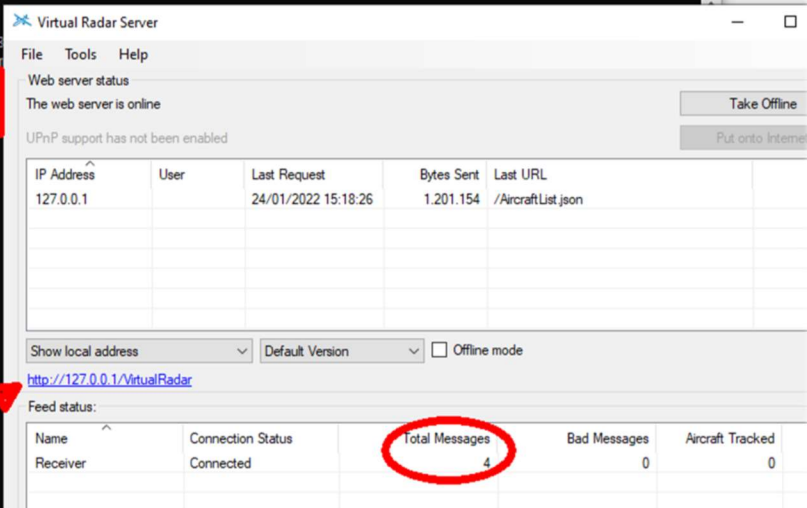 Virtual Radar Server
File Tools Help
Web server status
The web server is online
Take Offline
UPnP support has not been enabled
Put onto Internet
IP Address User Last Request Bytes Sent Last URL
127.0.0.1 24/01/2022 15:18:26 1.201.154 /AircraftList.json
Show local address Default Version Offline mode
http://127.0.0.1/VirtualRadar
Feed status:
Name Connection Status Total Messages Bad Messages Aircraft Tracked
Receiver Connected 4 0 0